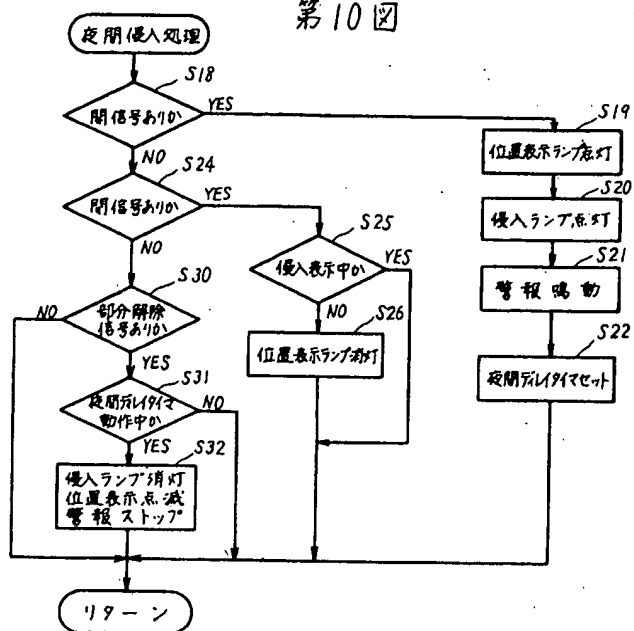 第10図
夜間侵入処理
S18
開信号ありか
YES
NO
S19
位置表示ランプ点灯
S20
侵入ランプ点灯
S21
警報鳴動
S22
夜間ディレイタイマセット
S24
YES
NO
S25
侵入表示中か
YES
NO
S26
位置表示ランプ消灯
S30
部分解除
信号ありか
NO
YES
S31
夜間ディレイタイマ
動作中か
NO
YES
S32
侵入ランプ消灯
位置表示点滅
警報ストップ
リターン